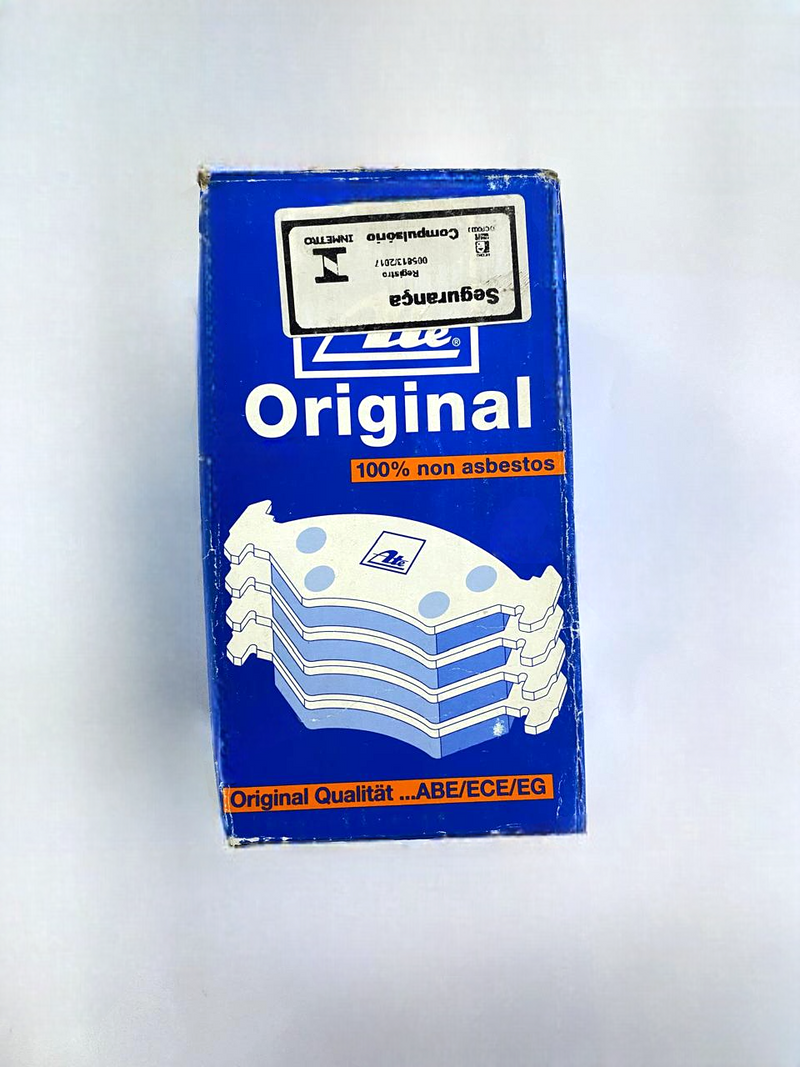 Segurança
Registro
005813/2017
Compulsório
INMETRO
Ate®
Original
100% non asbestos
Ate
Original Qualität ...ABE/ECE/EG